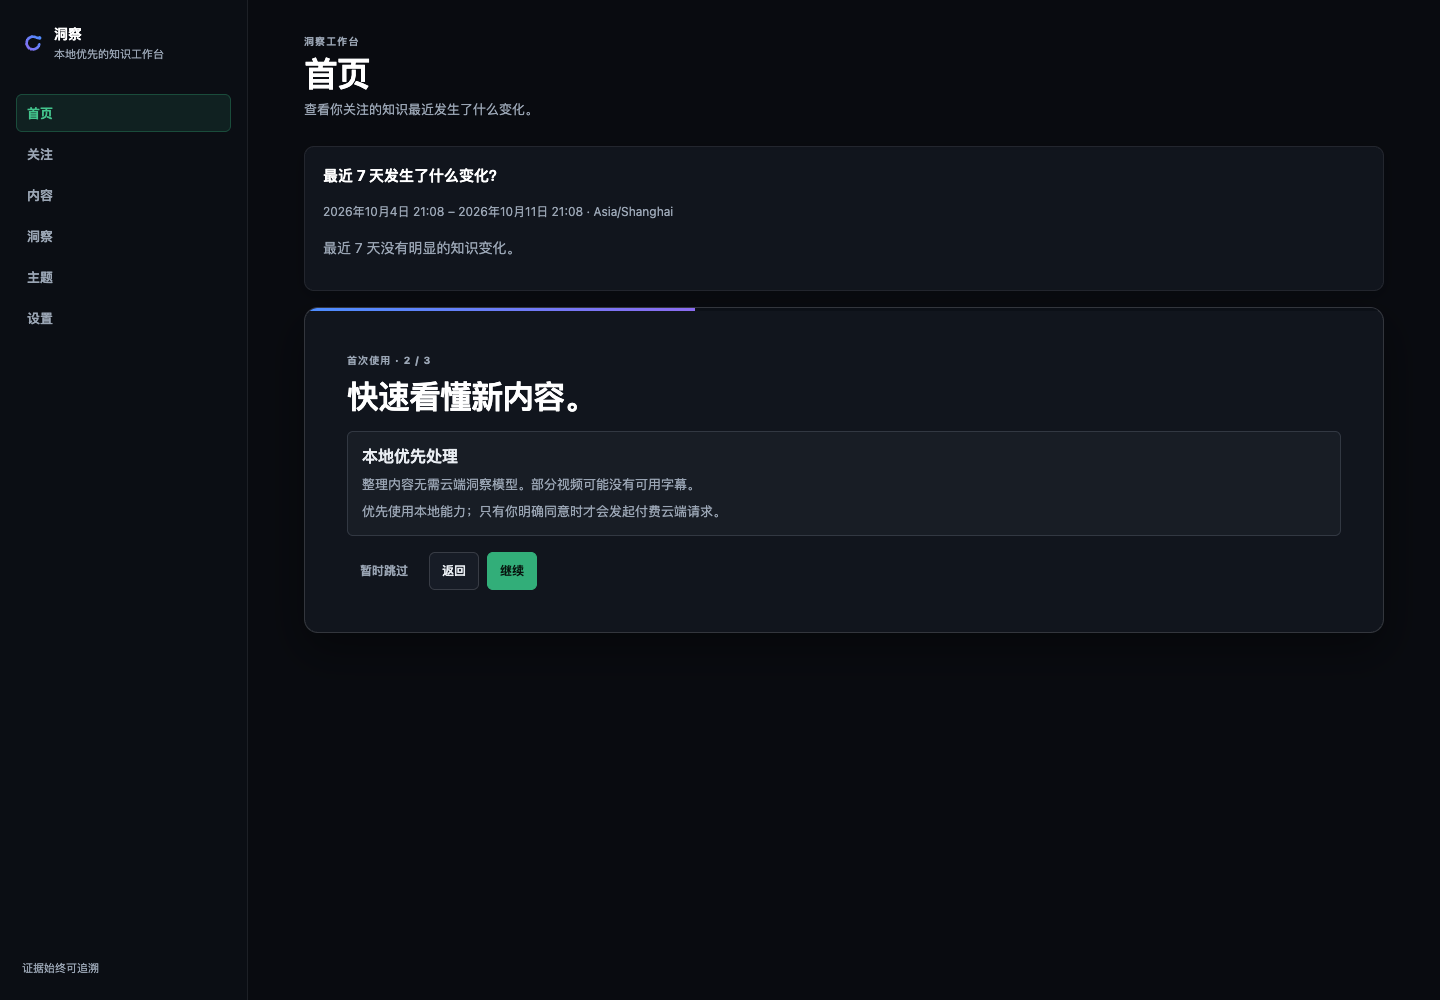 洞察
本地优先的知识工作台
首页
关注
内容
洞察
主题
设置
证据始终可追溯
洞察工作台
首页
查看你关注的知识最近发生了什么变化。
最近 7 天发生了什么变化?
2026年10月4日 21:08 – 2026年10月11日 21:08 · Asia/Shanghai
最近 7 天没有明显的知识变化。
首次使用 · 2 / 3
快速看懂新内容。
本地优先处理
整理内容无需云端洞察模型。部分视频可能没有可用字幕。
优先使用本地能力；只有你明确同意时才会发起付费云端请求。
暂时跳过
返回
继续